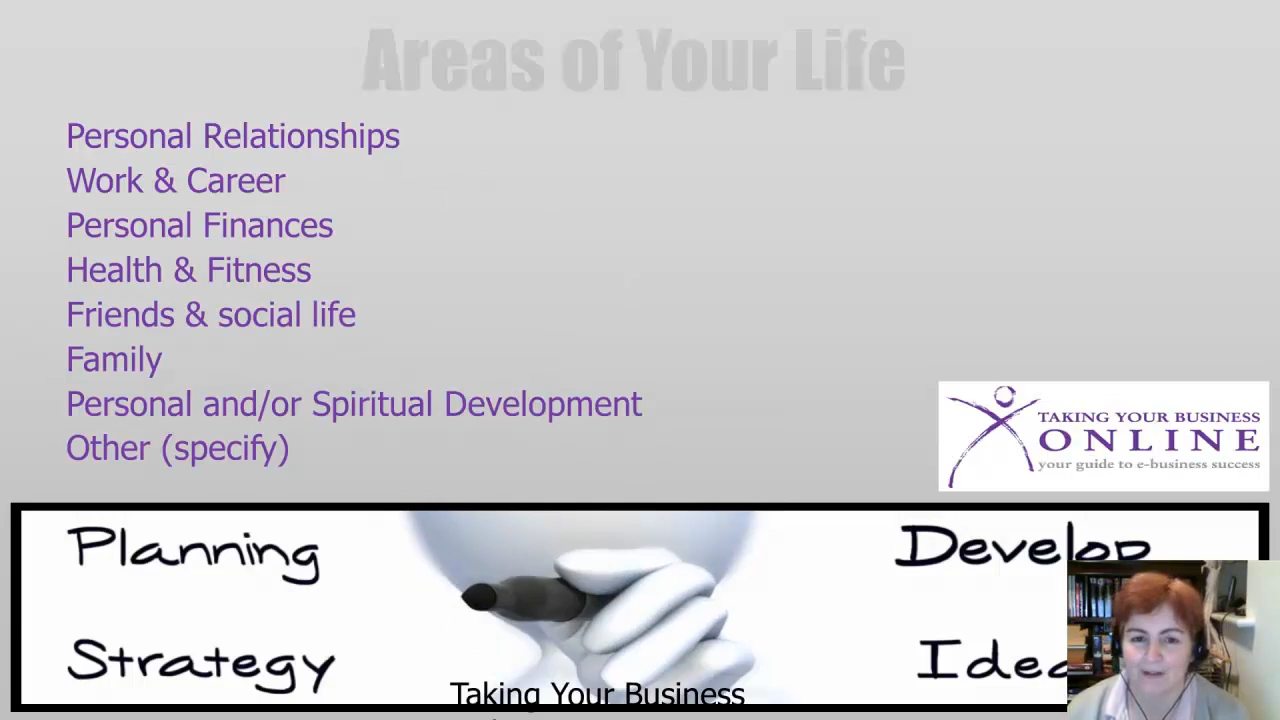 Areas of Your Life
Personal Relationships
Work & Career
Personal Finances
Health & Fitness
Friends & social life
Family
Personal and/or Spiritual Development
Other (specify)
TAKING YOUR BUSINESS
ONLINE
your guide to e-business success
Planning
Develop
Strategy
Taking Your Business